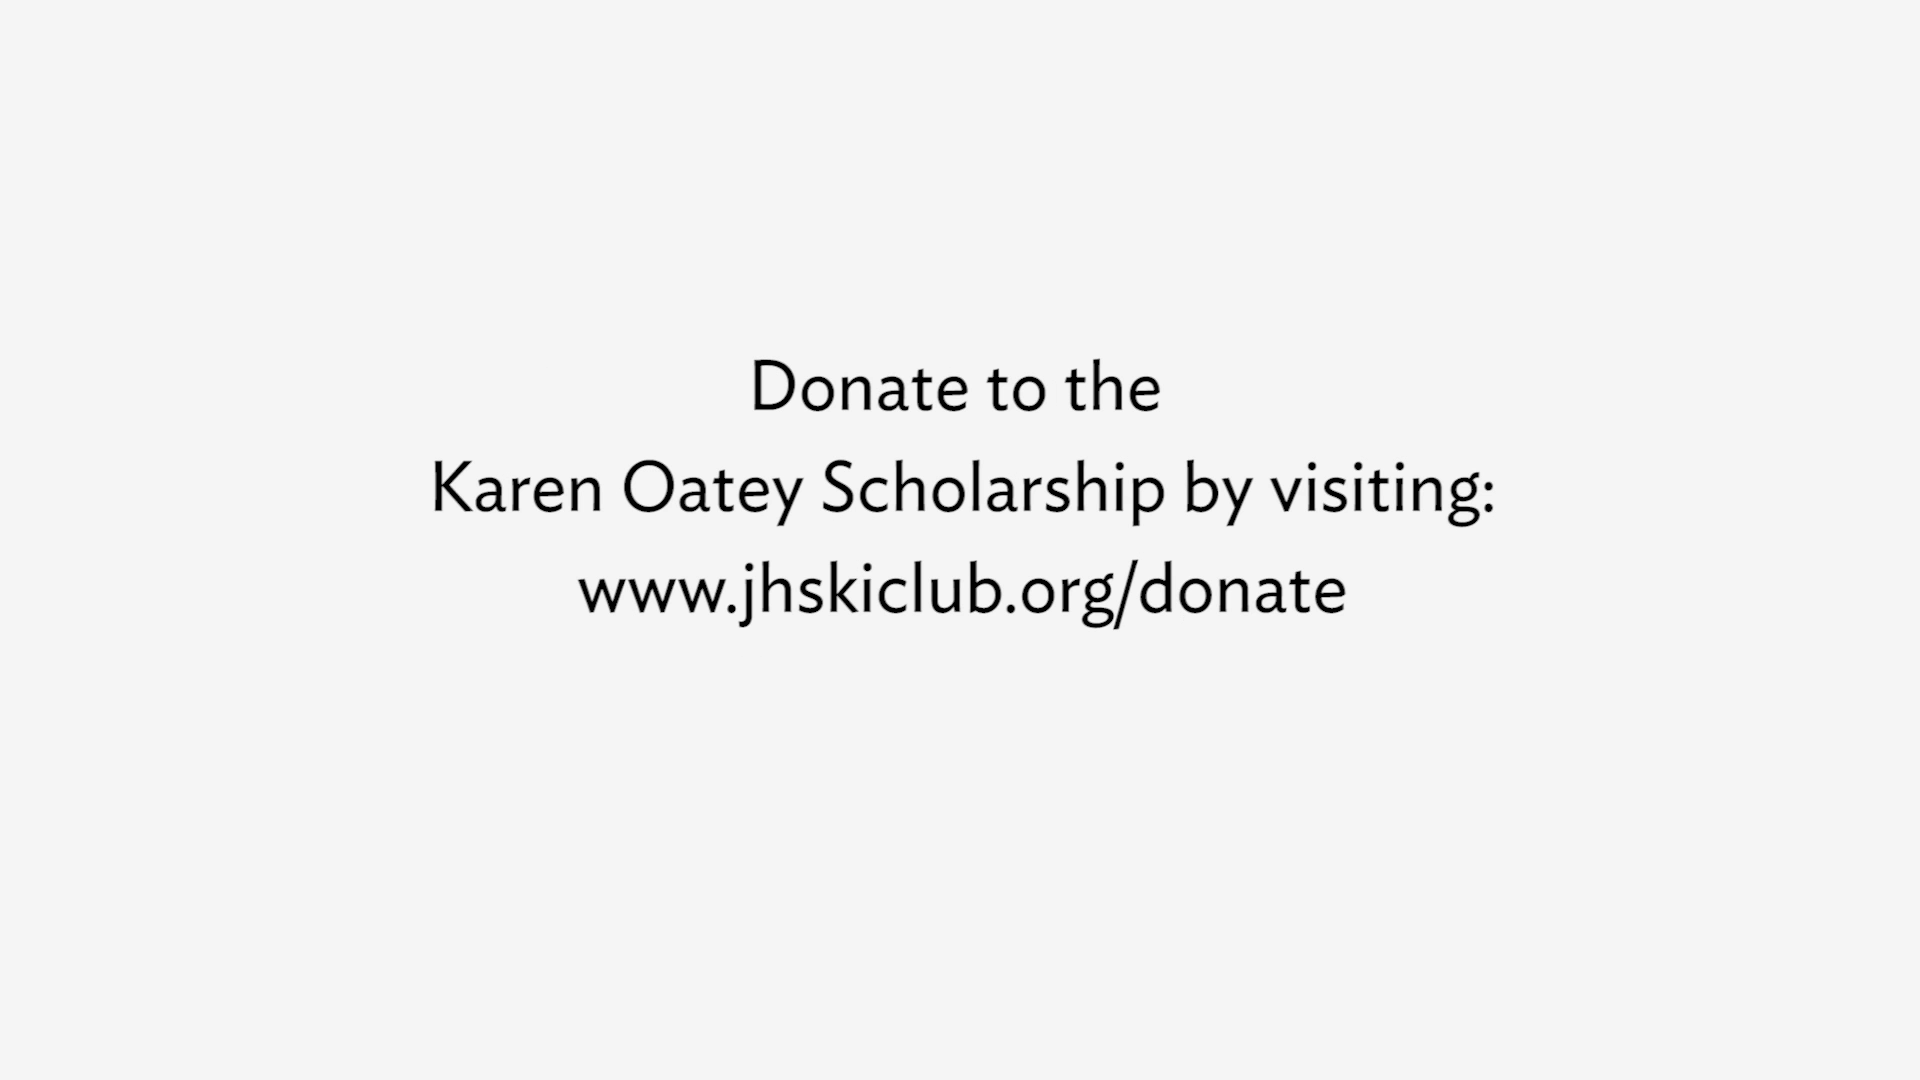 Donate to the
Karen Oatey Scholarship by visiting:
www.jhskiclub.org/donate